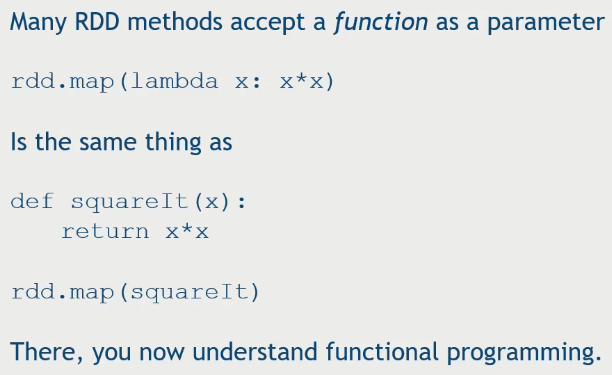 Many RDD methods accept a function as a parameter
rdd.map(lambda x: x*x)
Is the same thing as
def squareIt(x):
    return x*x
rdd.map(squareIt)
There, you now understand functional programming.